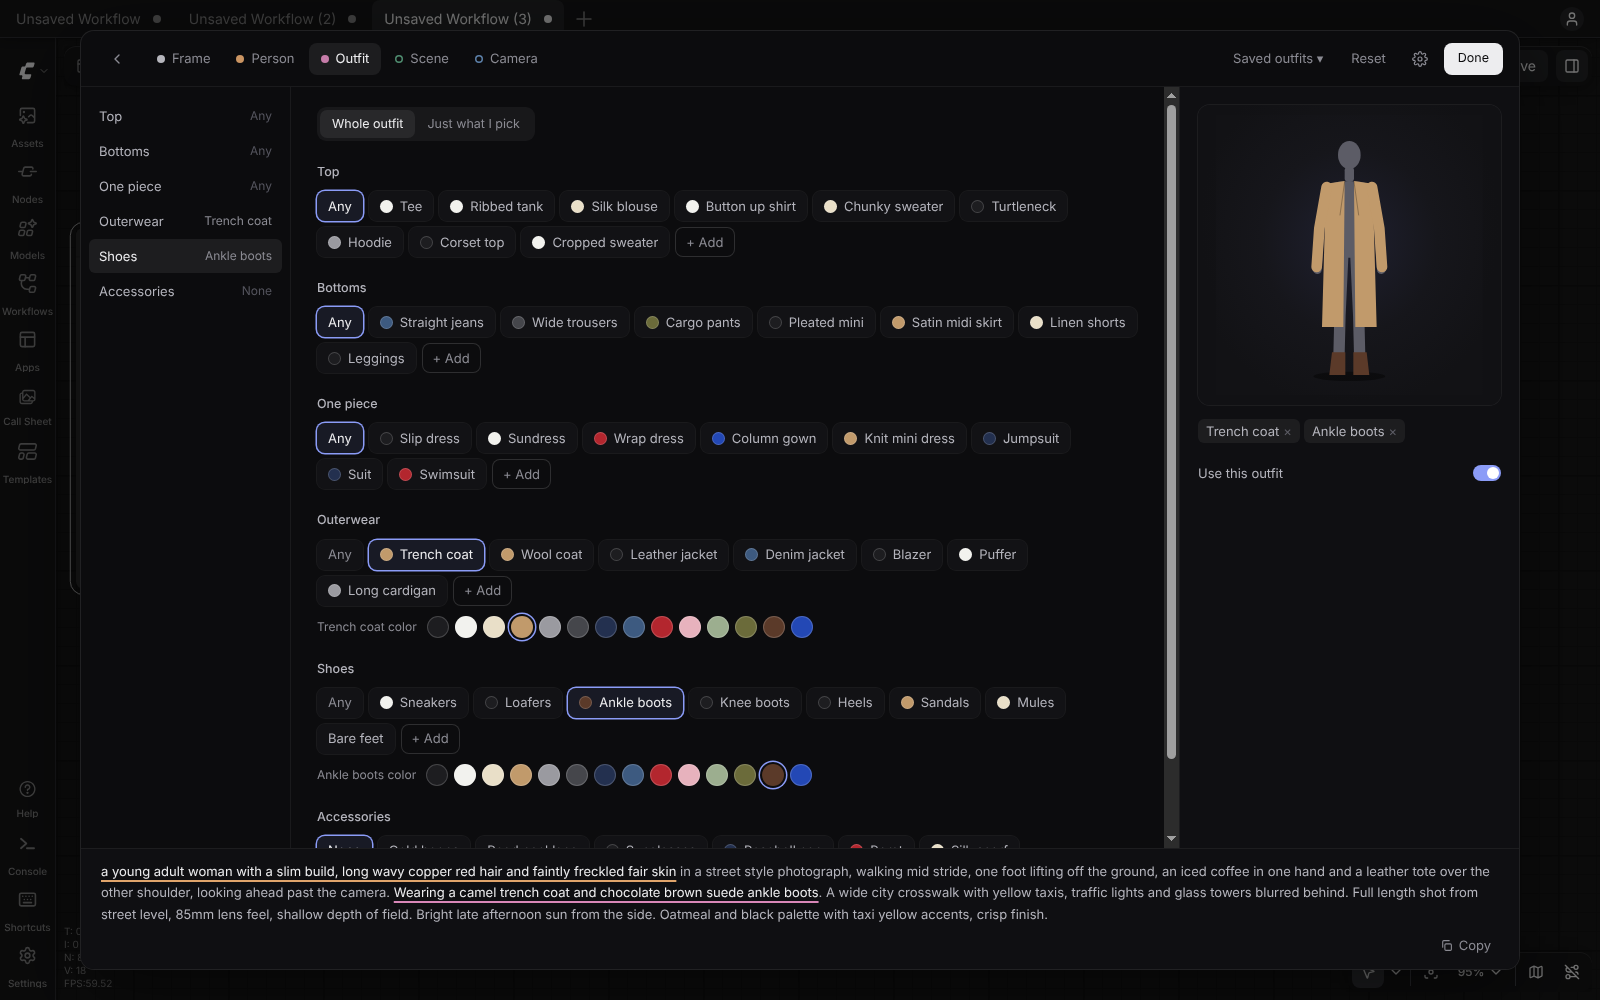 Unsaved Workflow
Unsaved Workflow (2)
Unsaved Workflow (3)
Frame
Person
Outfit
Scene
Camera
Saved outfits ▾
Reset
Done
ve
Assets
Nodes
Models
Workflows
Apps
Call Sheet
Templates
Help
Console
Shortcuts
Settings
Top Any
Bottoms Any
One piece Any
Outerwear Trench coat
Shoes Ankle boots
Accessories None
Whole outfit Just what I pick
Top
Any Tee Ribbed tank Silk blouse Button up shirt Chunky sweater Turtleneck
Hoodie Corset top Cropped sweater + Add
Bottoms
Any Straight jeans Wide trousers Cargo pants Pleated mini Satin midi skirt Linen shorts
Leggings + Add
One piece
Any Slip dress Sundress Wrap dress Column gown Knit mini dress Jumpsuit
Suit Swimsuit + Add
Outerwear
Any Trench coat Wool coat Leather jacket Denim jacket Blazer Puffer
Long cardigan + Add
Trench coat color
Shoes
Any Sneakers Loafers Ankle boots Knee boots Heels Sandals Mules
Bare feet + Add
Ankle boots color
Accessories
Trench coat × Ankle boots ×
Use this outfit
a young adult woman with a slim build, long wavy copper red hair and faintly freckled fair skin in a street style photograph, walking mid stride, one foot lifting off the ground, an iced coffee in one hand and a leather tote over the
other shoulder, looking ahead past the camera. Wearing a camel trench coat and chocolate brown suede ankle boots. A wide city crosswalk with yellow taxis, traffic lights and glass towers blurred behind. Full length shot from
street level, 85mm lens feel, shallow depth of field. Bright late afternoon sun from the side. Oatmeal and black palette with taxi yellow accents, crisp finish.
Copy
V: 18
FPS:59.52
95%